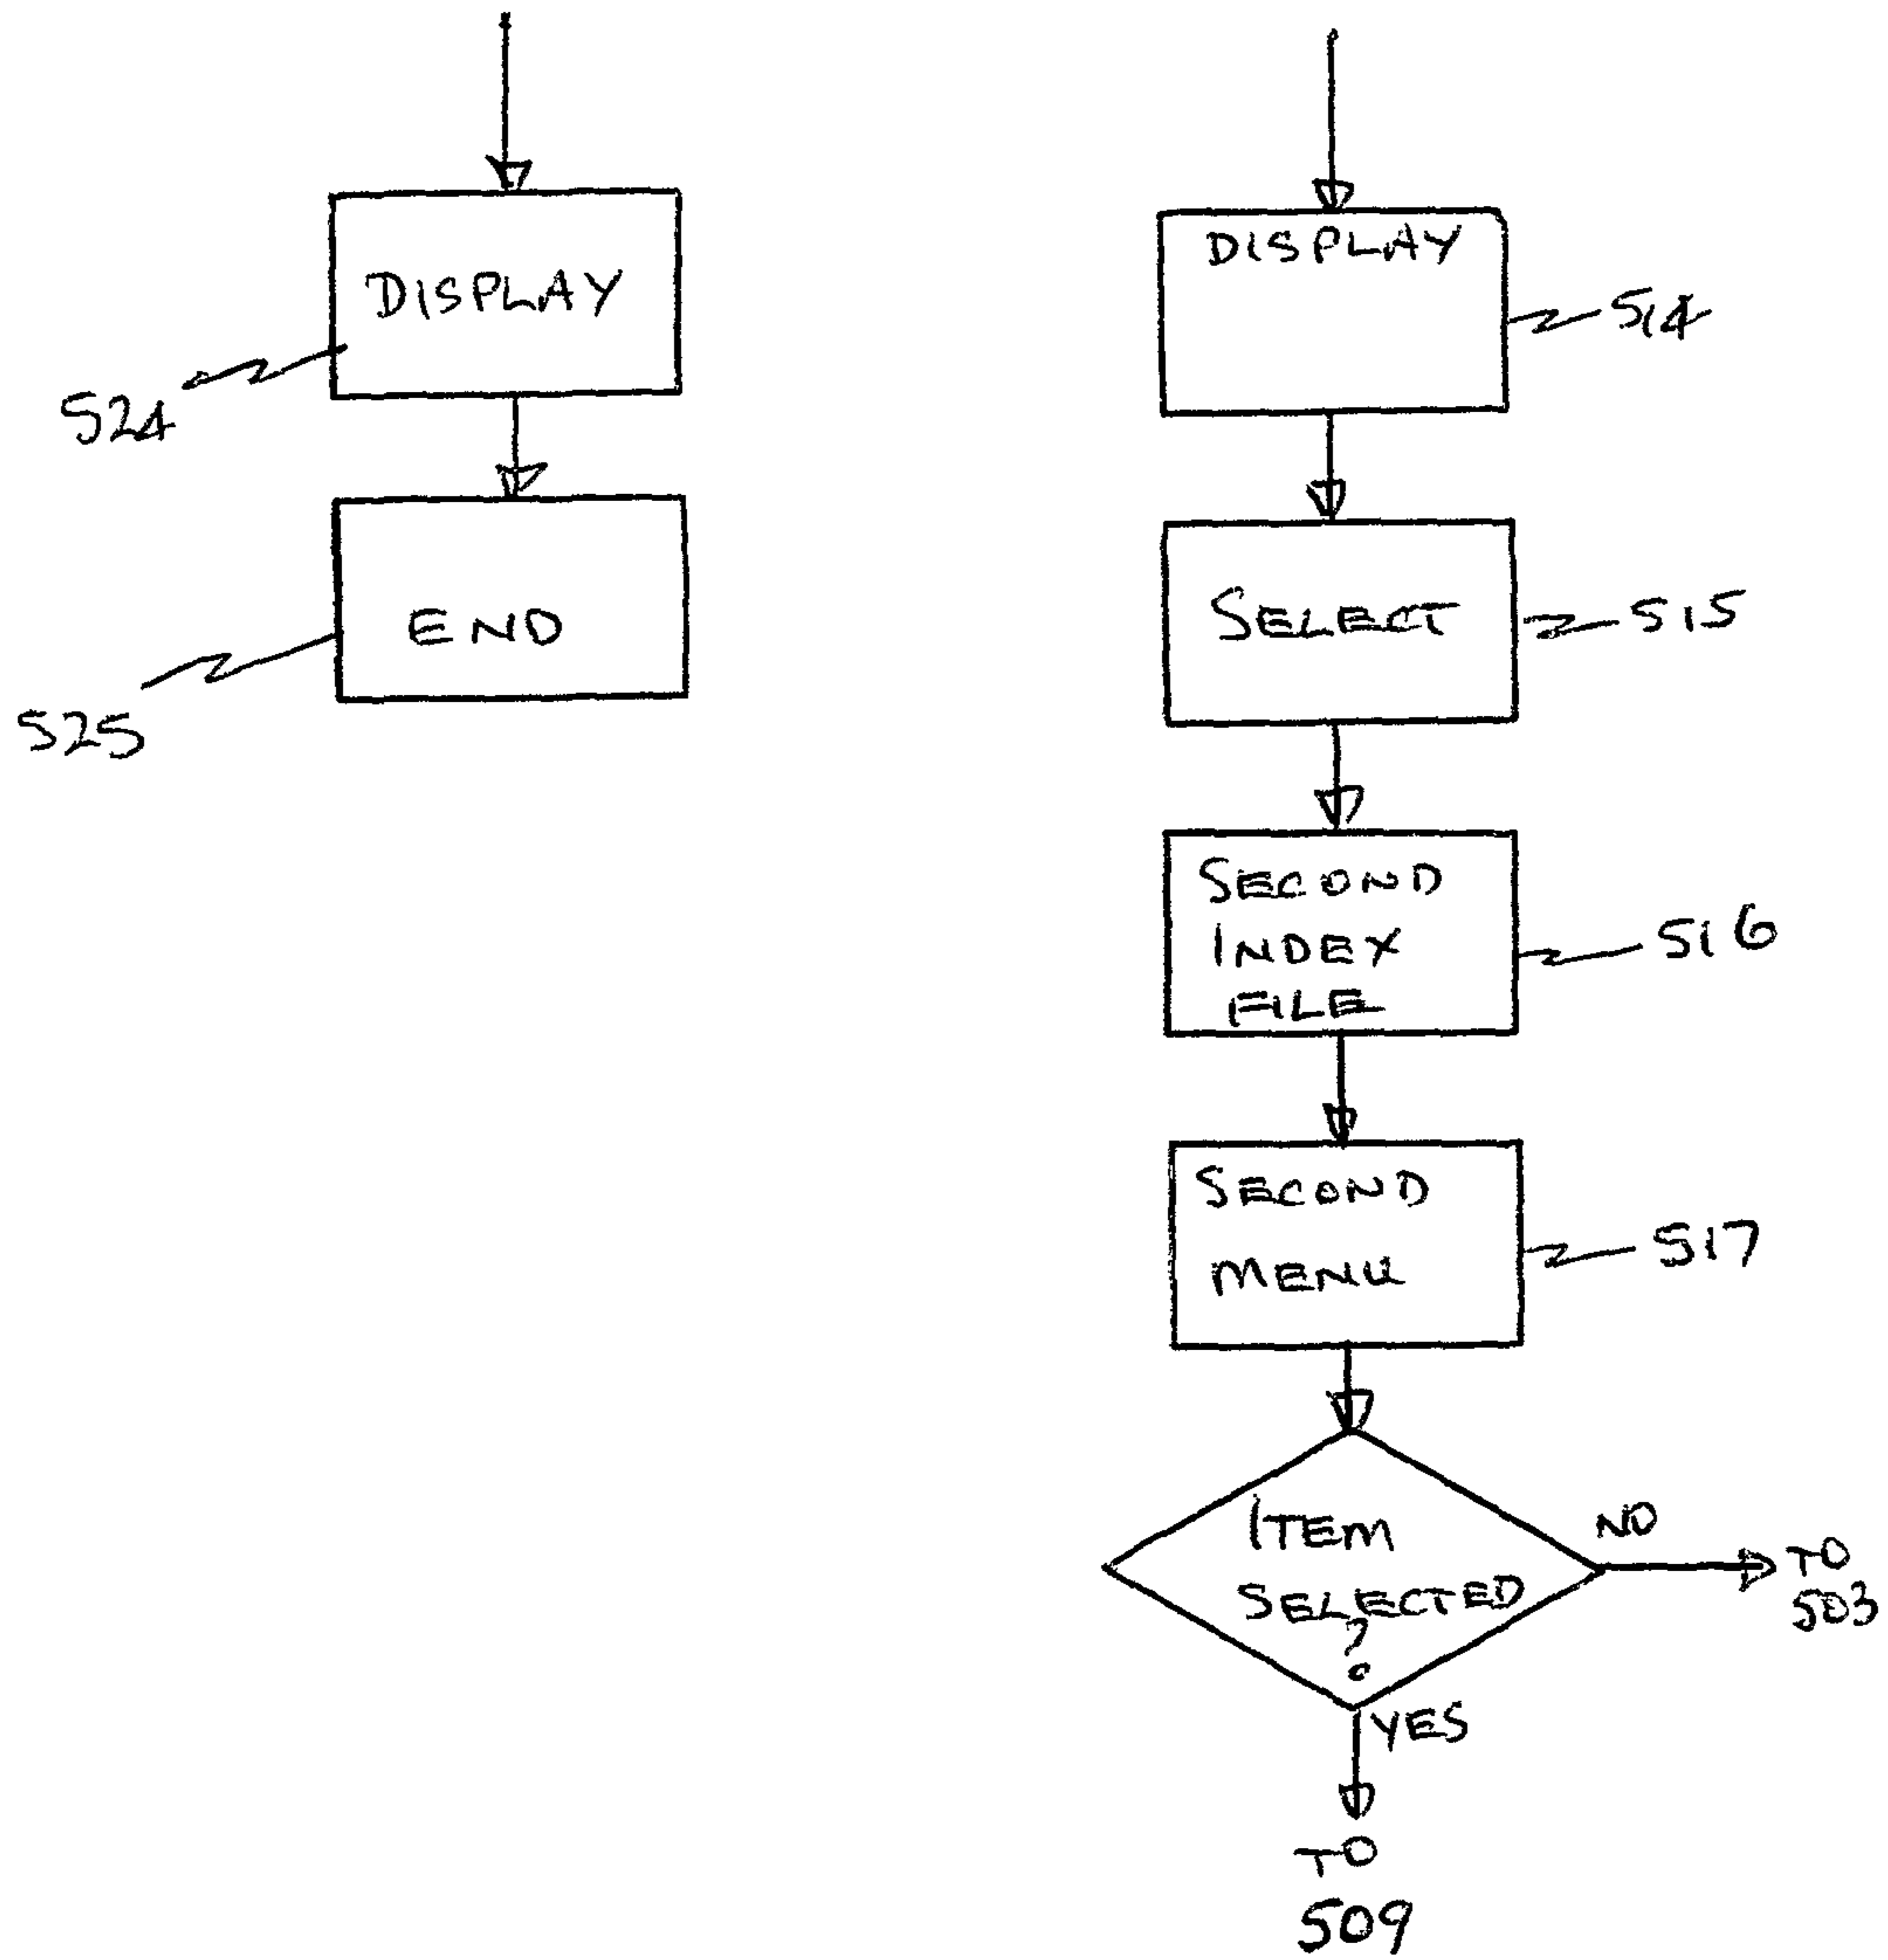 DISPLAY
524
END
525
DISPLAY
514
SELECT
515
SECOND
INDEX
FILE
516
SECOND
MENU
517
ITEM
SELECTED
?
NO
TO
503
YES
TO
509